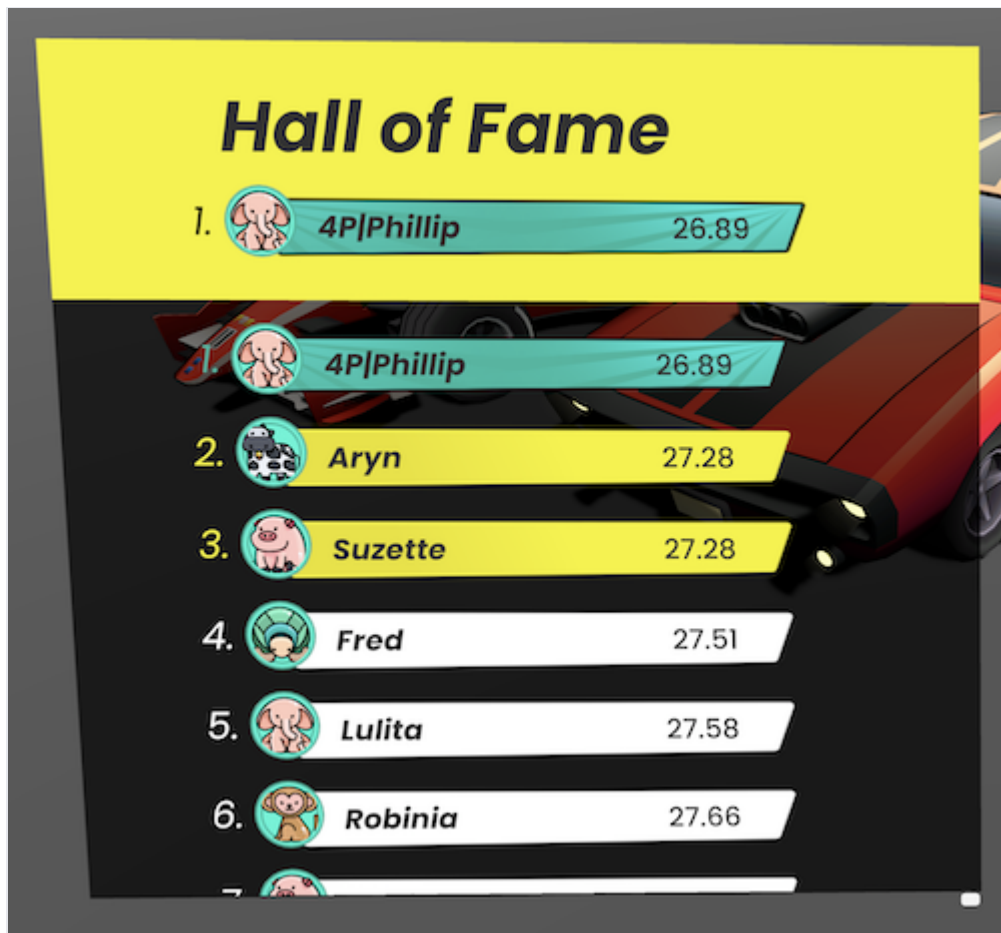 Hall of Fame
1. 4P|Phillip 26.89
1. 4P|Phillip 26.89
2. Aryn 27.28
3. Suzette 27.28
4. Fred 27.51
5. Lulita 27.58
6. Robinia 27.66